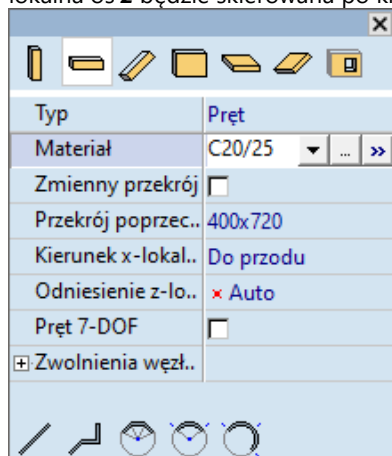 lokalna oś z będzie skierowana po k
Typ Pręt
Materiał C20/25 ... »
Zmienny przekrój
Przekrój poprzec.. 400x720
Kierunek x-lokal.. Do przodu
Odniesienie z-lo.. × Auto
Pręt 7-DOF
Zwolnienia węzł..